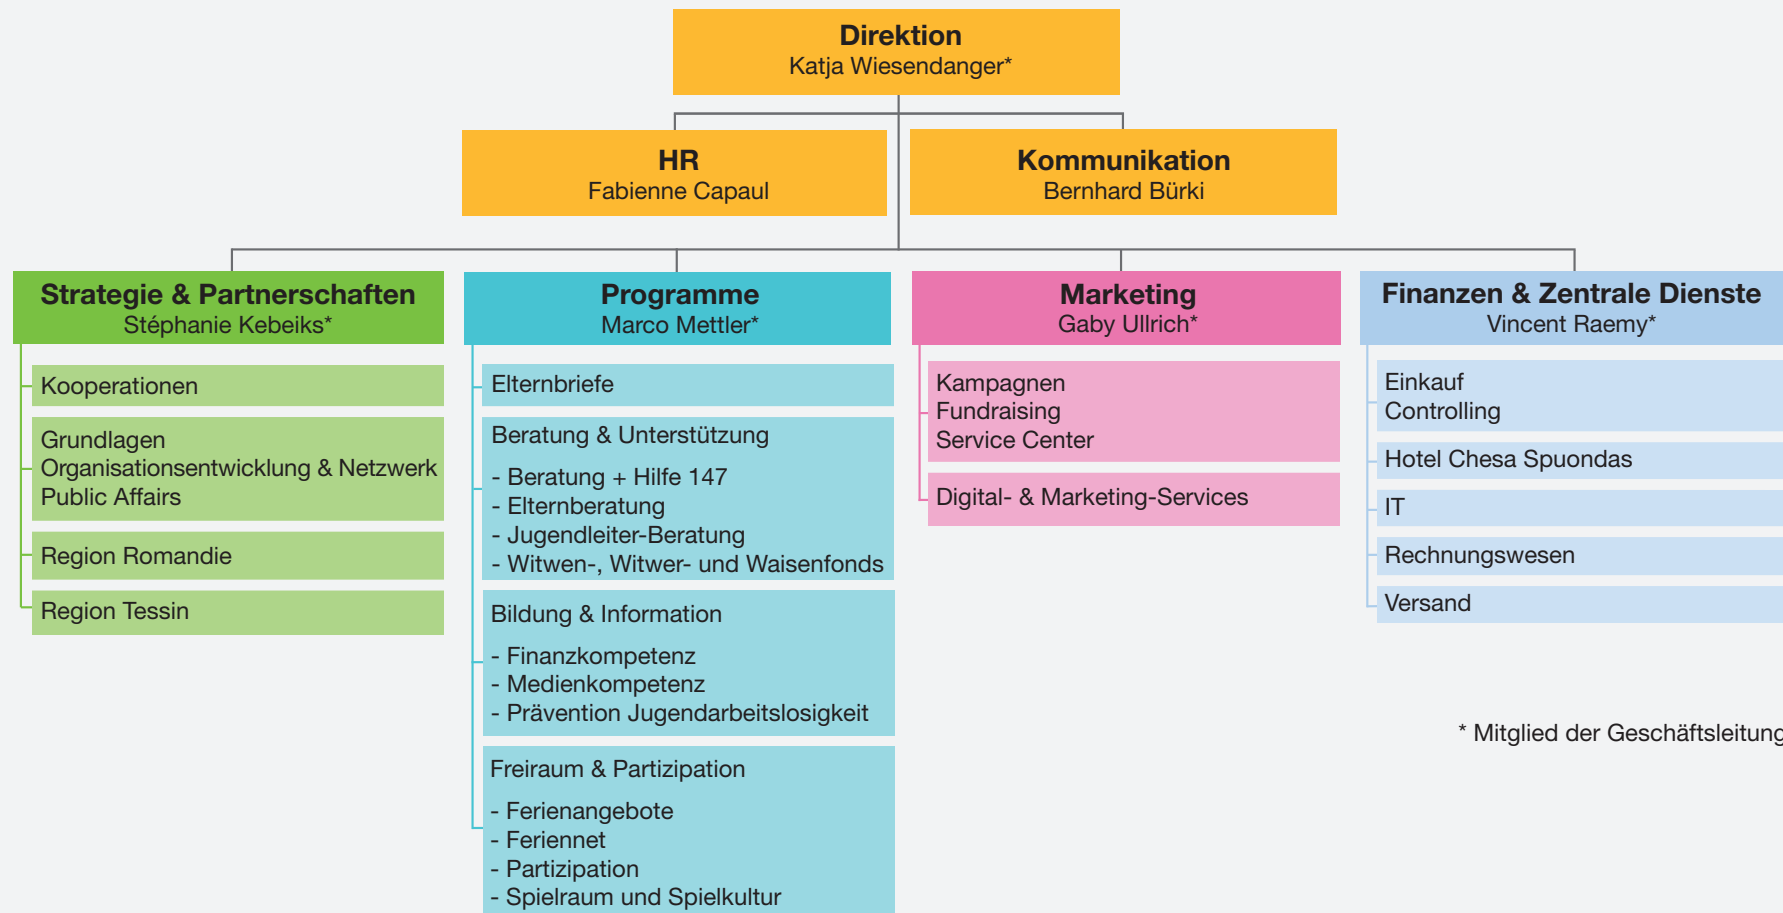 Direktion
Katja Wiesendanger*
HR
Fabienne Capaul
Kommunikation
Bernhard Bürki
Strategie & Partnerschaften
Stéphanie Kebeiks*
Kooperationen
Grundlagen
Organisationsentwicklung & Netzwerk
Public Affairs
Region Romandie
Region Tessin
Programme
Marco Mettler*
Elternbriefe
Beratung & Unterstützung
- Beratung + Hilfe 147
- Elternberatung
- Jugendleiter-Beratung
- Witwen-, Witwer- und Waisenfonds
Bildung & Information
- Finanzkompetenz
- Medienkompetenz
- Prävention Jugendarbeitslosigkeit
Freiraum & Partizipation
- Ferienangebote
- Feriennet
- Partizipation
- Spielraum und Spielkultur
Marketing
Gaby Ullrich*
Kampagnen
Fundraising
Service Center
Digital- & Marketing-Services
Finanzen & Zentrale Dienste
Vincent Raemy*
Einkauf
Controlling
Hotel Chesa Spuondas
IT
Rechnungswesen
Versand
* Mitglied der Geschäftsleitung